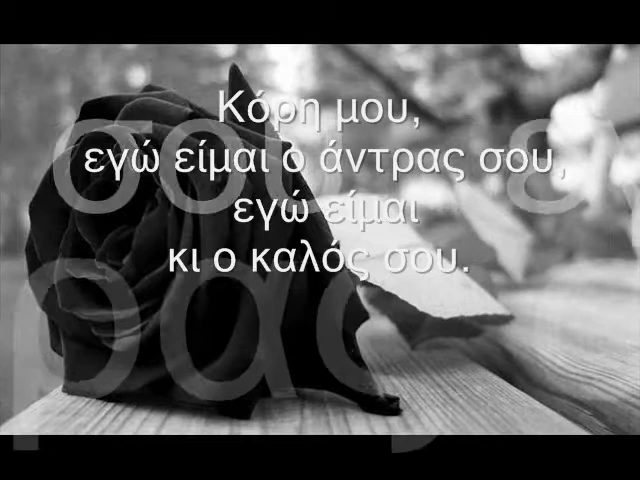 Κόρη μου,
εγώ είμαι ο άντρας σου,
εγώ είμαι
κι ο καλός σου.